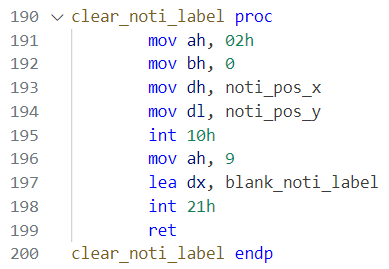 190 clear_noti_label proc
191 mov ah, 02h
192 mov bh, 0
193 mov dh, noti_pos_x
194 mov dl, noti_pos_y
195 int 10h
196 mov ah, 9
197 lea dx, blank_noti_label
198 int 21h
199 ret
200 clear_noti_label endp